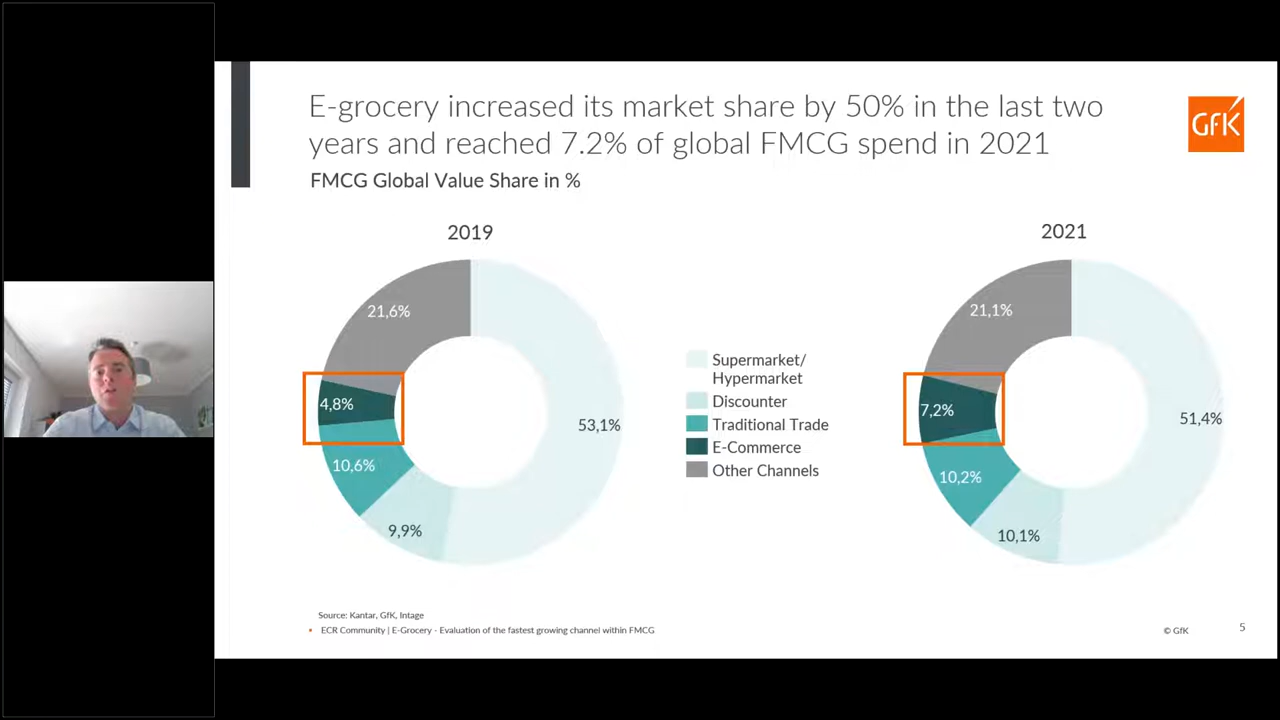 E-grocery increased its market share by 50% in the last two
years and reached 7.2% of global FMCG spend in 2021
GfK
FMCG Global Value Share in %
2019
21,6%
4,8%
10,6%
9,9%
53,1%
Supermarket/
Hypermarket
Discounter
Traditional Trade
E-Commerce
Other Channels
2021
21,1%
7,2%
10,2%
10,1%
51,4%
Source: Kantar, GfK, Intage
• ECR Community | E-Grocery - Evaluation of the fastest growing channel within FMCG
© GfK
5